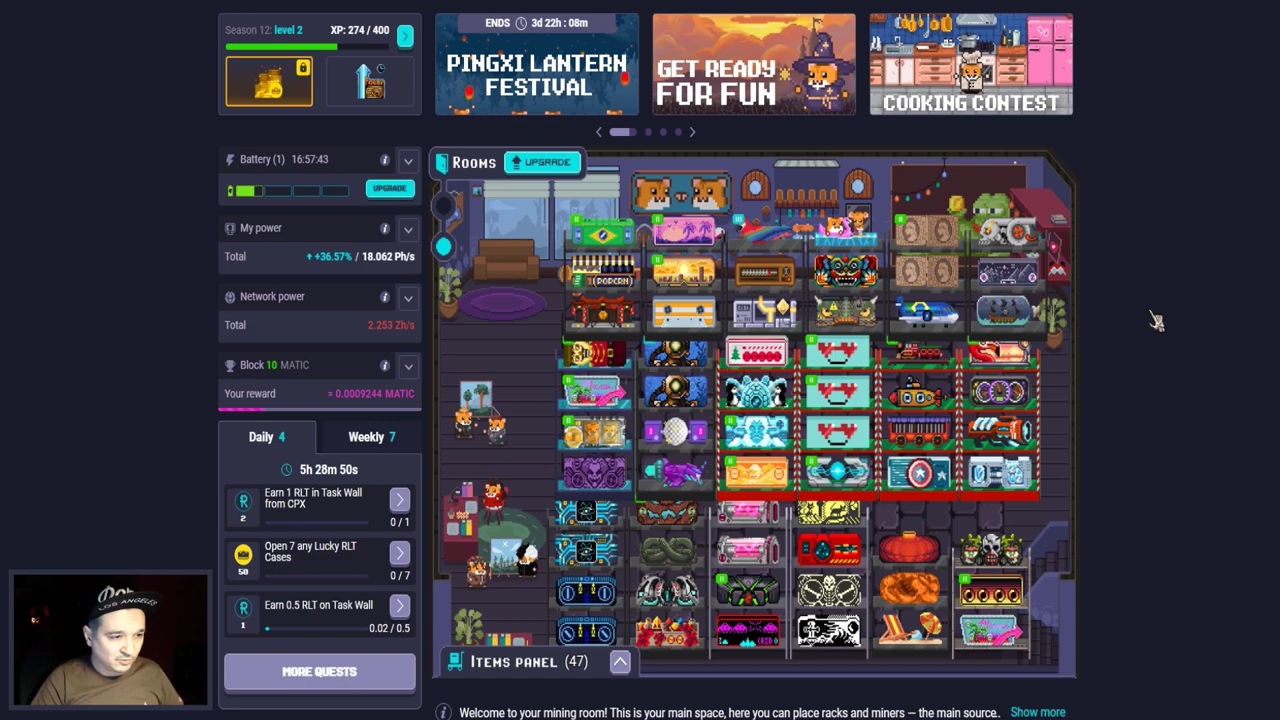 Season 12: level 2
XP: 274 / 400
ENDS 3d 22h : 08m
PINGXI LANTERN
FESTIVAL
GET READY
FOR FUN
COOKING CONTEST
Battery (1) 16:57:43
UPGRADE
My power
Total
+36.57% / 18.062 Ph/s
Network power
Total
2.253 Zh/s
Block 10 MATIC
Your reward
≈ 0.0009244 MATIC
Daily 4
Weekly 7
5h 28m 50s
Earn 1 RLT in Task Wall
from CPX
2
0 / 1
Open 7 any Lucky RLT
Cases
50
0 / 7
Earn 0.5 RLT on Task Wall
1
0.02 / 0.5
MORE QUESTS
ROOMS
UPGRADE
POPCORN
ITEMS PANEL (47)
Welcome to your mining room! This is your main space, here you can place racks and miners — the main source..
Show more
LOS ANGELES